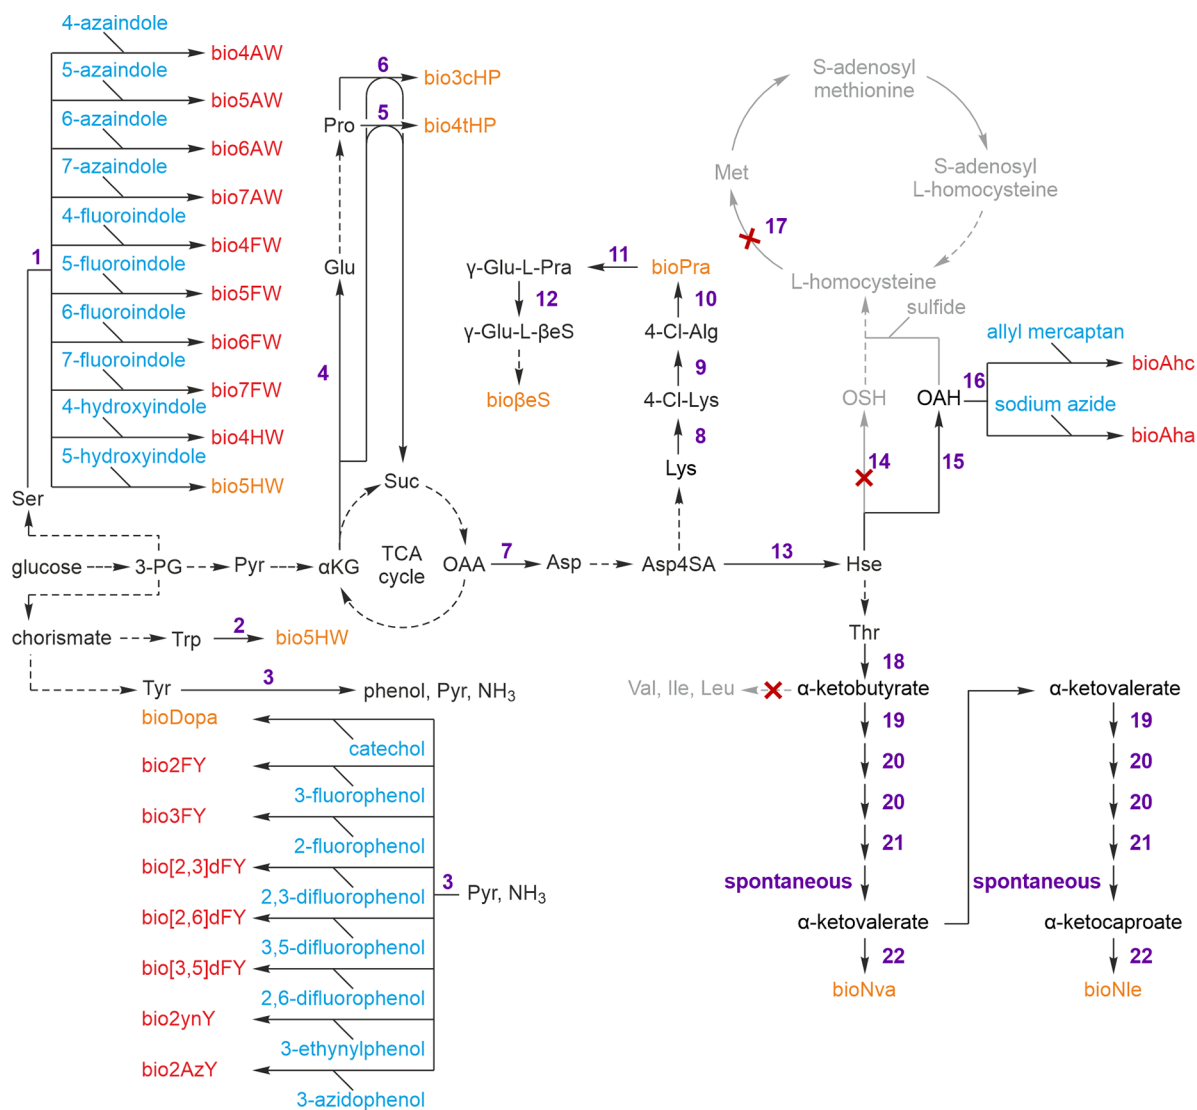 4-azaindole
bio4AW
5-azaindole
bio5AW
6-azaindole
bio6AW
7-azaindole
bio7AW
4-fluoroindole
bio4FW
1
5-fluoroindole
bio5FW
6-fluoroindole
bio6FW
7-fluoroindole
bio7FW
4-hydroxyindole
bio4HW
5-hydroxyindole
bio5HW
Ser
6
bio3cHP
Pro
5
bio4tHP
Glu
4
γ-Glu-L-Pra
11
bioPra
12
10
γ-Glu-L-βeS
4-Cl-Alg
9
bioβeS
4-Cl-Lys
8
Lys
S-adenosyl
methionine
Met
S-adenosyl
L-homocysteine
17
L-homocysteine
sulfide
allyl mercaptan
bioAhc
16
OSH
OAH
sodium azide
bioAha
14
15
Suc
glucose
3-PG
Pyr
αKG
TCA
cycle
OAA
7
Asp
Asp4SA
13
Hse
chorismate
Trp
2
bio5HW
Thr
Tyr
3
phenol, Pyr, NH₃
18
Val, Ile, Leu
α-ketobutyrate
α-ketovalerate
bioDopa
catechol
bio2FY
3-fluorophenol
bio3FY
2-fluorophenol
bio[2,3]dFY
2,3-difluorophenol
3
Pyr, NH₃
bio[2,6]dFY
3,5-difluorophenol
bio[3,5]dFY
2,6-difluorophenol
bio2ynY
3-ethynylphenol
bio2AzY
3-azidophenol
19
19
20
20
20
20
21
21
spontaneous
spontaneous
α-ketovalerate
α-ketocaproate
22
22
bioNva
bioNle